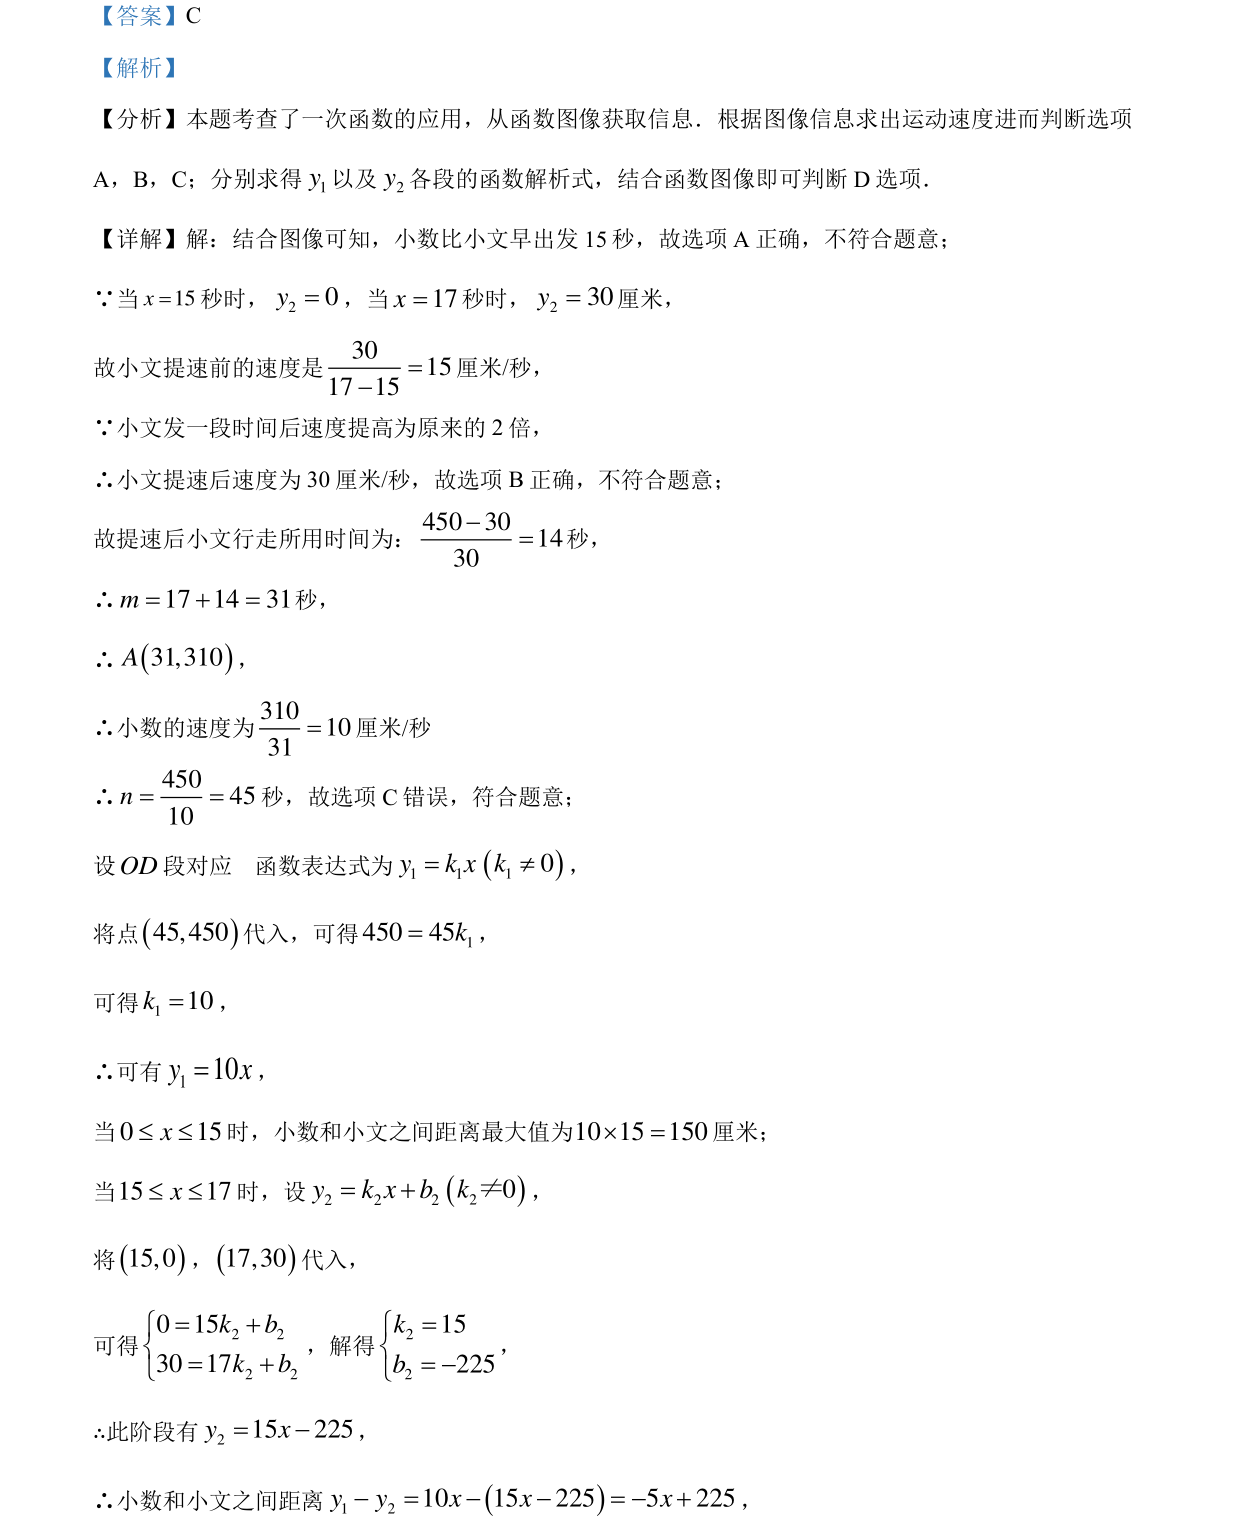 【答案】C
【解析】
【分析】本题考查了一次函数的应用，从函数图像获取信息．根据图像信息求出运动速度进而判断选项
A，B，C；分别求得 y₁ 以及 y₂ 各段的函数解析式，结合函数图像即可判断 D 选项．
【详解】解：结合图像可知，小数比小文早出发 15 秒，故选项 A 正确，不符合题意；
∵当 x=15 秒时， y₂ = 0，当 x = 17 秒时， y₂ = 30 厘米，
故小文提速前的速度是 30/(17−15) = 15 厘米/秒，
∵小文发一段时间后速度提高为原来的 2 倍，
∴小文提速后速度为 30 厘米/秒，故选项 B 正确，不符合题意；
故提速后小文行走所用时间为： (450−30)/30 = 14 秒，
∴ m = 17 + 14 = 31 秒，
∴ A(31,310)，
∴小数的速度为 310/31 = 10 厘米/秒
∴ n = 450/10 = 45 秒，故选项 C 错误，符合题意；
设 OD 段对应 函数表达式为 y₁ = k₁x (k₁ ≠ 0)，
将点 (45,450) 代入，可得 450 = 45k₁，
可得 k₁ = 10，
∴可有 y₁ = 10x，
当 0 ≤ x ≤ 15 时，小数和小文之间距离最大值为 10×15 = 150 厘米；
当 15 ≤ x ≤ 17 时，设 y₂ = k₂x + b₂ (k₂≠0)，
将 (15,0)，(17,30) 代入，
可得 {0 = 15k₂ + b₂ 30 = 17k₂ + b₂，解得 {k₂ = 15 b₂ = −225，
∴此阶段有 y₂ = 15x − 225，
∴小数和小文之间距离 y₁ − y₂ = 10x − (15x − 225) = −5x + 225，